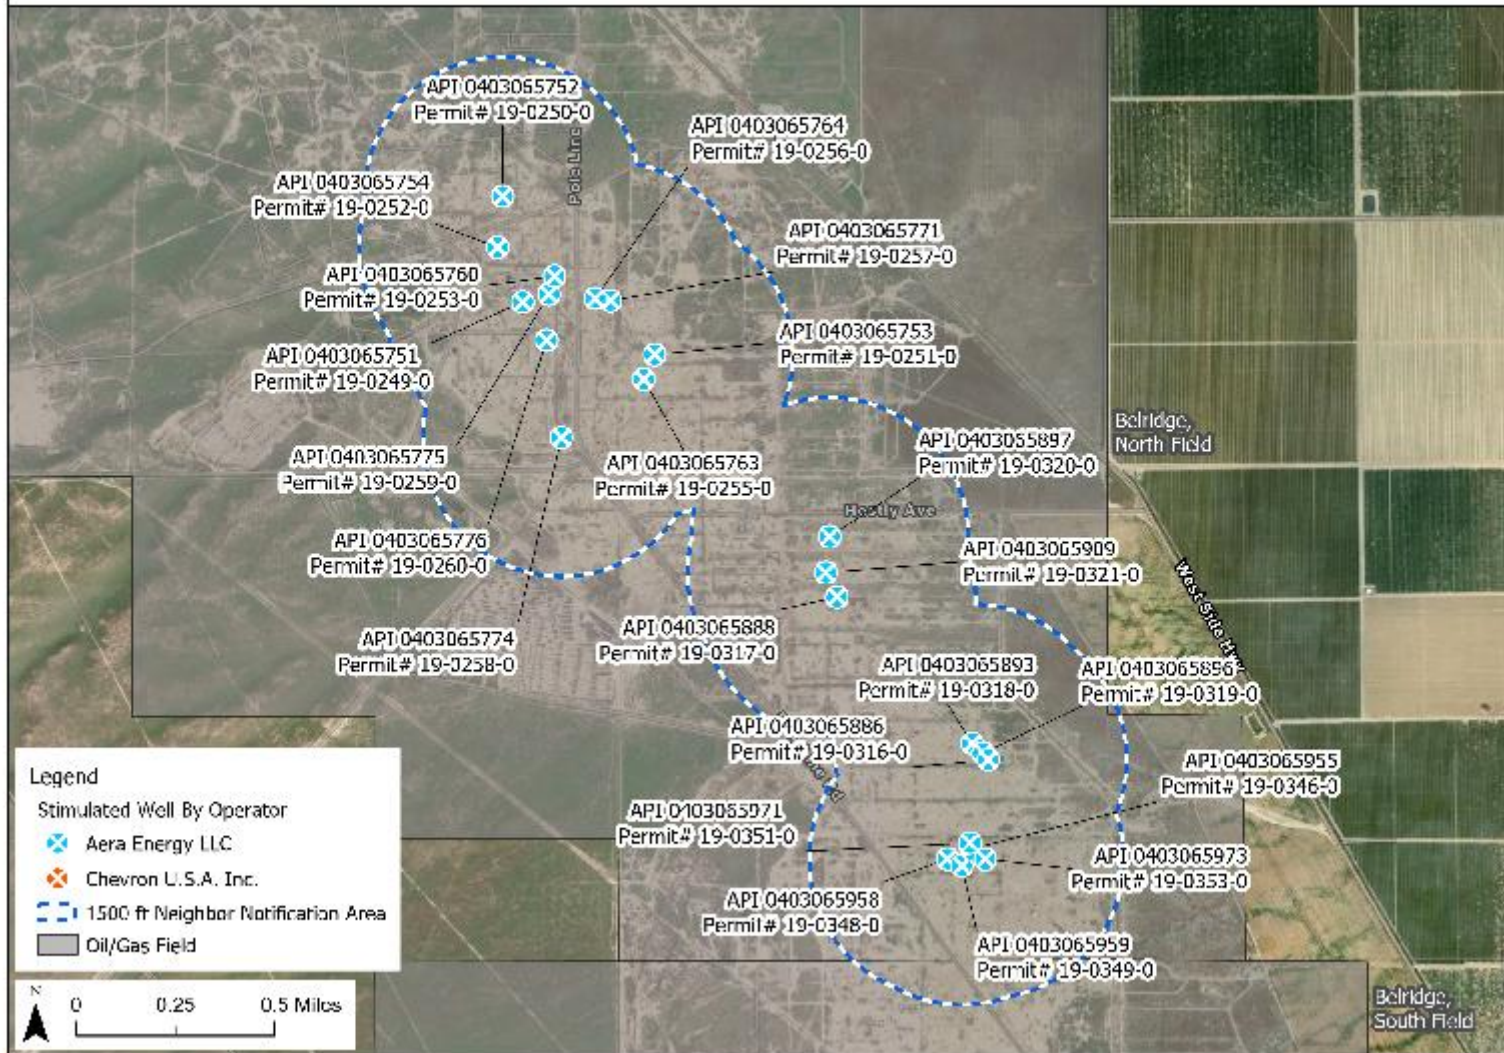 API 0403065752
Permit# 19-0250-0
API 0403065764
Permit# 19-0256-0
Pole Line
API 0403065754
Permit# 19-0252-0
API 0403065771
Permit# 19-0257-0
API 0403065760
Permit# 19-0253-0
API 0403065753
Permit# 19-0251-0
API 0403065751
Permit# 19-0249-0
Belridge,
North Field
API 0403065897
Permit# 19-0320-0
API 0403065775
Permit# 19-0259-0
API 0403065763
Permit# 19-0255-0
Ave
API 0403065776
Permit# 19-0260-0
API 0403065909
Permit# 19-0321-0
West Side Hwy
API 0403065774
Permit# 19-0258-0
API 0403065888
Permit# 19-0317-0
API 0403065893
Permit# 19-0318-0
API 0403065896
Permit# 19-0319-0
API 0403065886
Permit# 19-0316-0
API 0403065955
Permit# 19-0346-0
API 0403065971
Permit# 19-0351-0
API 0403065973
Permit# 19-0353-0
API 0403065958
Permit# 19-0348-0
API 0403065959
Permit# 19-0349-0
Legend
Stimulated Well By Operator
Aera Energy LLC
Chevron U.S.A. Inc.
1500 ft Neighbor Notification Area
Oil/Gas Field
N
0 0.25 0.5 Miles
Belridge,
South Field